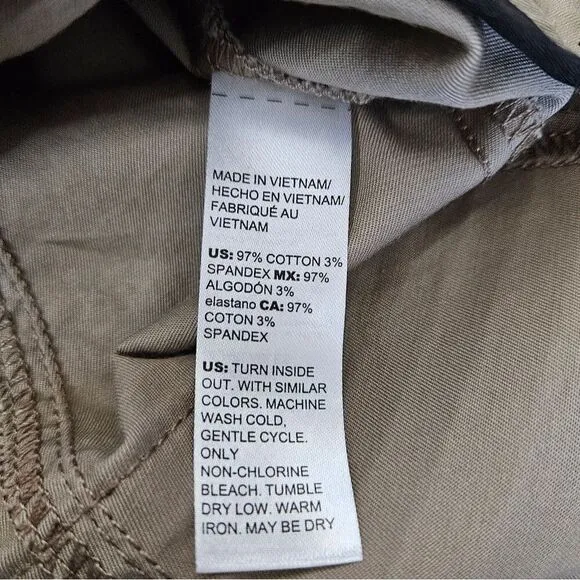 MADE IN VIETNAM/
HECHO EN VIETNAM/
FABRIQUÉ AU
VIETNAM
US: 97% COTTON 3%
SPANDEX MX: 97%
ALGODÓN 3%
elastano CA: 97%
COTON 3%
SPANDEX
US: TURN INSIDE
OUT. WITH SIMILAR
COLORS. MACHINE
WASH COLD,
GENTLE CYCLE.
ONLY
NON-CHLORINE
BLEACH. TUMBLE
DRY LOW. WARM
IRON. MAY BE DRY